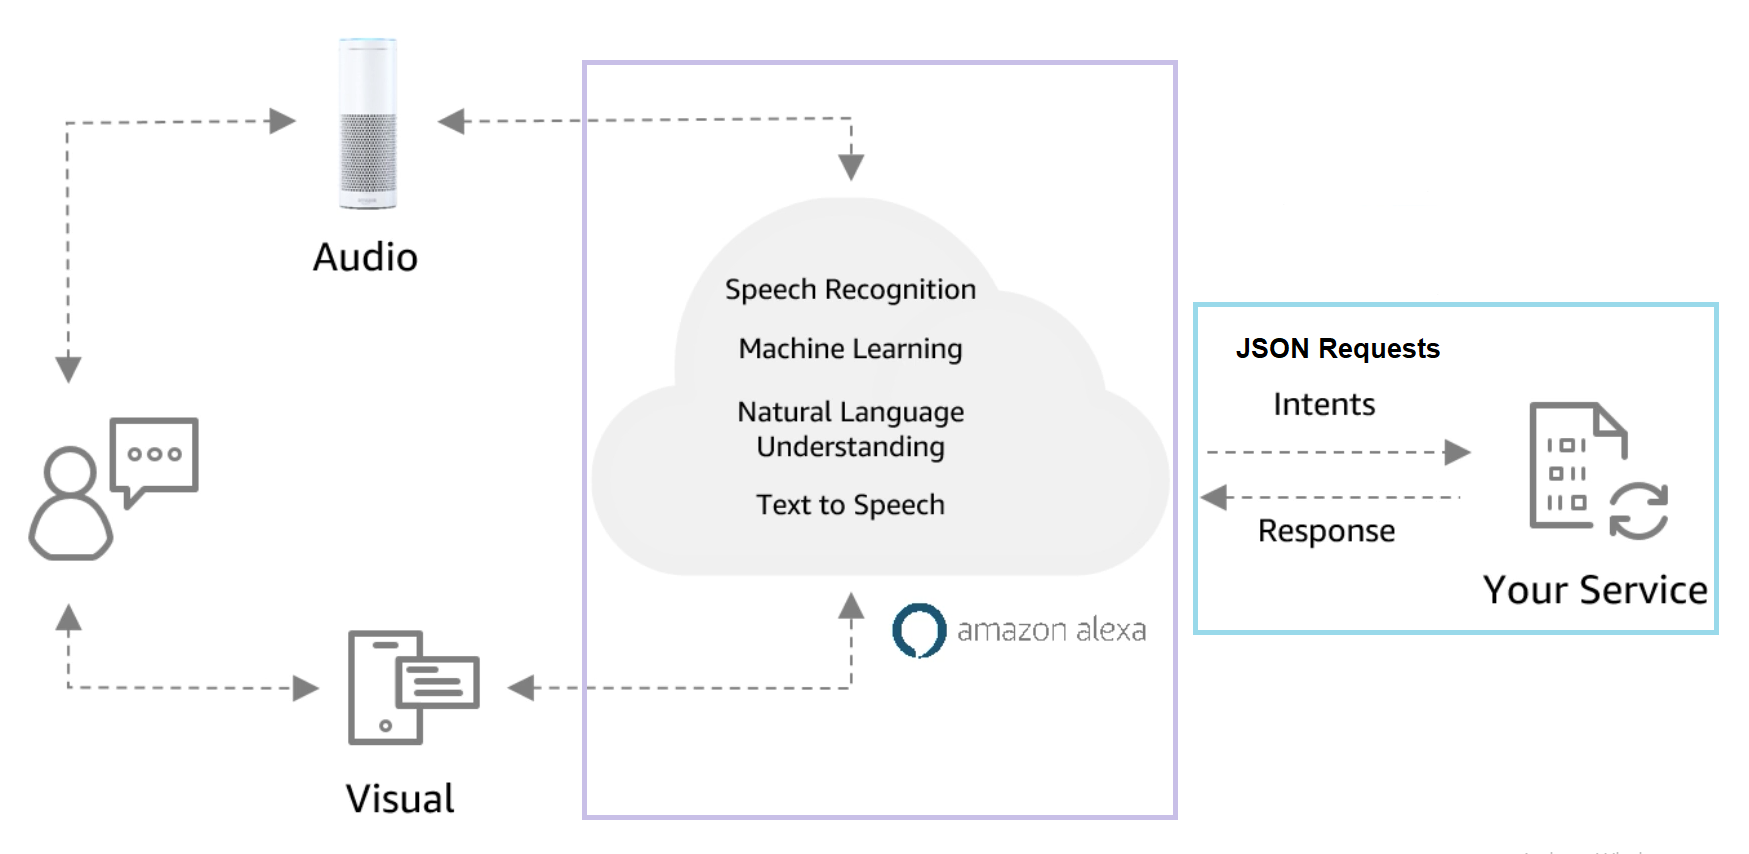 Audio
Speech Recognition
Machine Learning
Natural Language
Understanding
Text to Speech
amazon alexa
JSON Requests
Intents
Response
Your Service
Visual